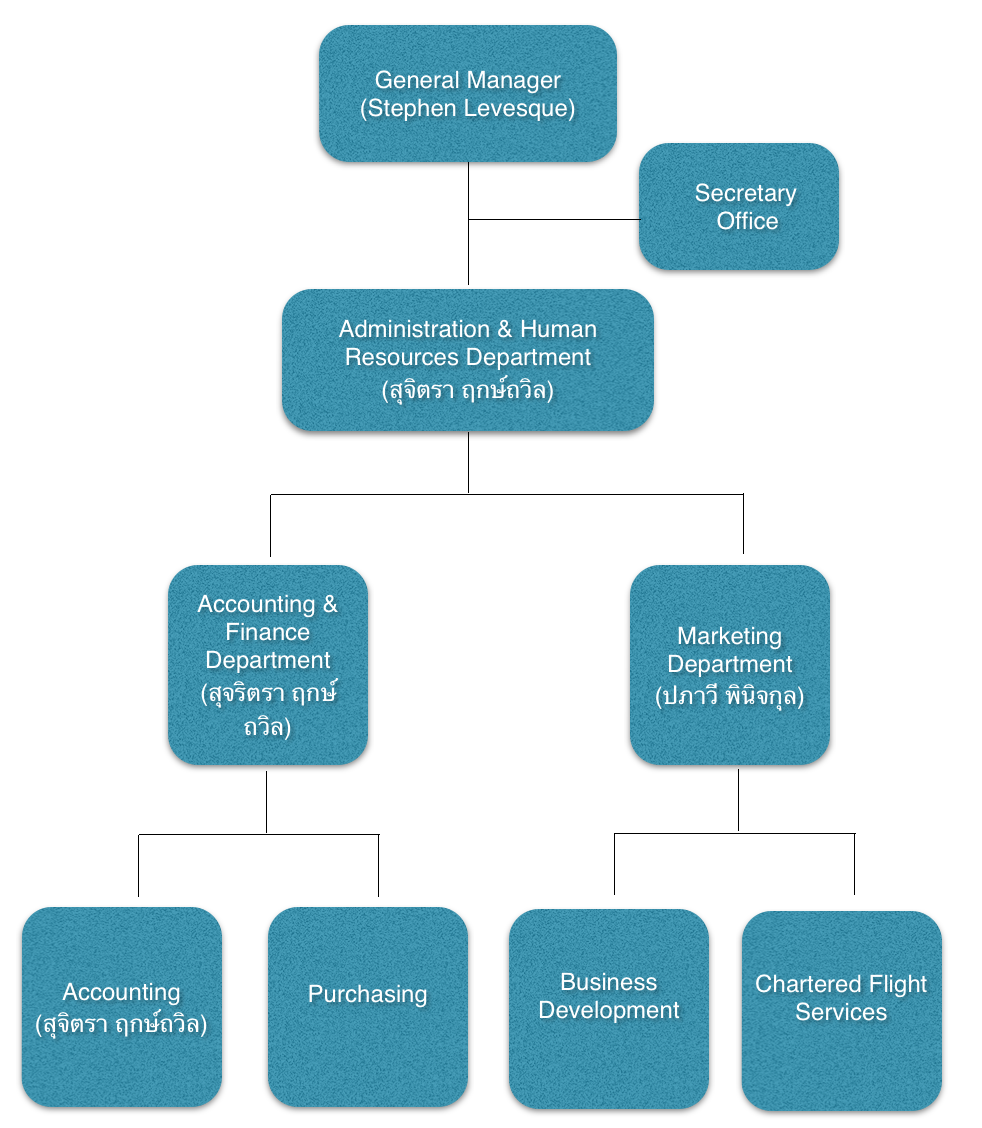 General Manager
(Stephen Levesque)
Secretary
Office
Administration & Human
Resources Department
(สุจิตรา ฤกษ์ถวิล)
Accounting &
Finance
Department
(สุจริตรา ฤกษ์
ถวิล)
Marketing
Department
(ปภาวี พินิจกุล)
Accounting
(สุจิตรา ฤกษ์ถวิล)
Purchasing
Business
Development
Chartered Flight
Services